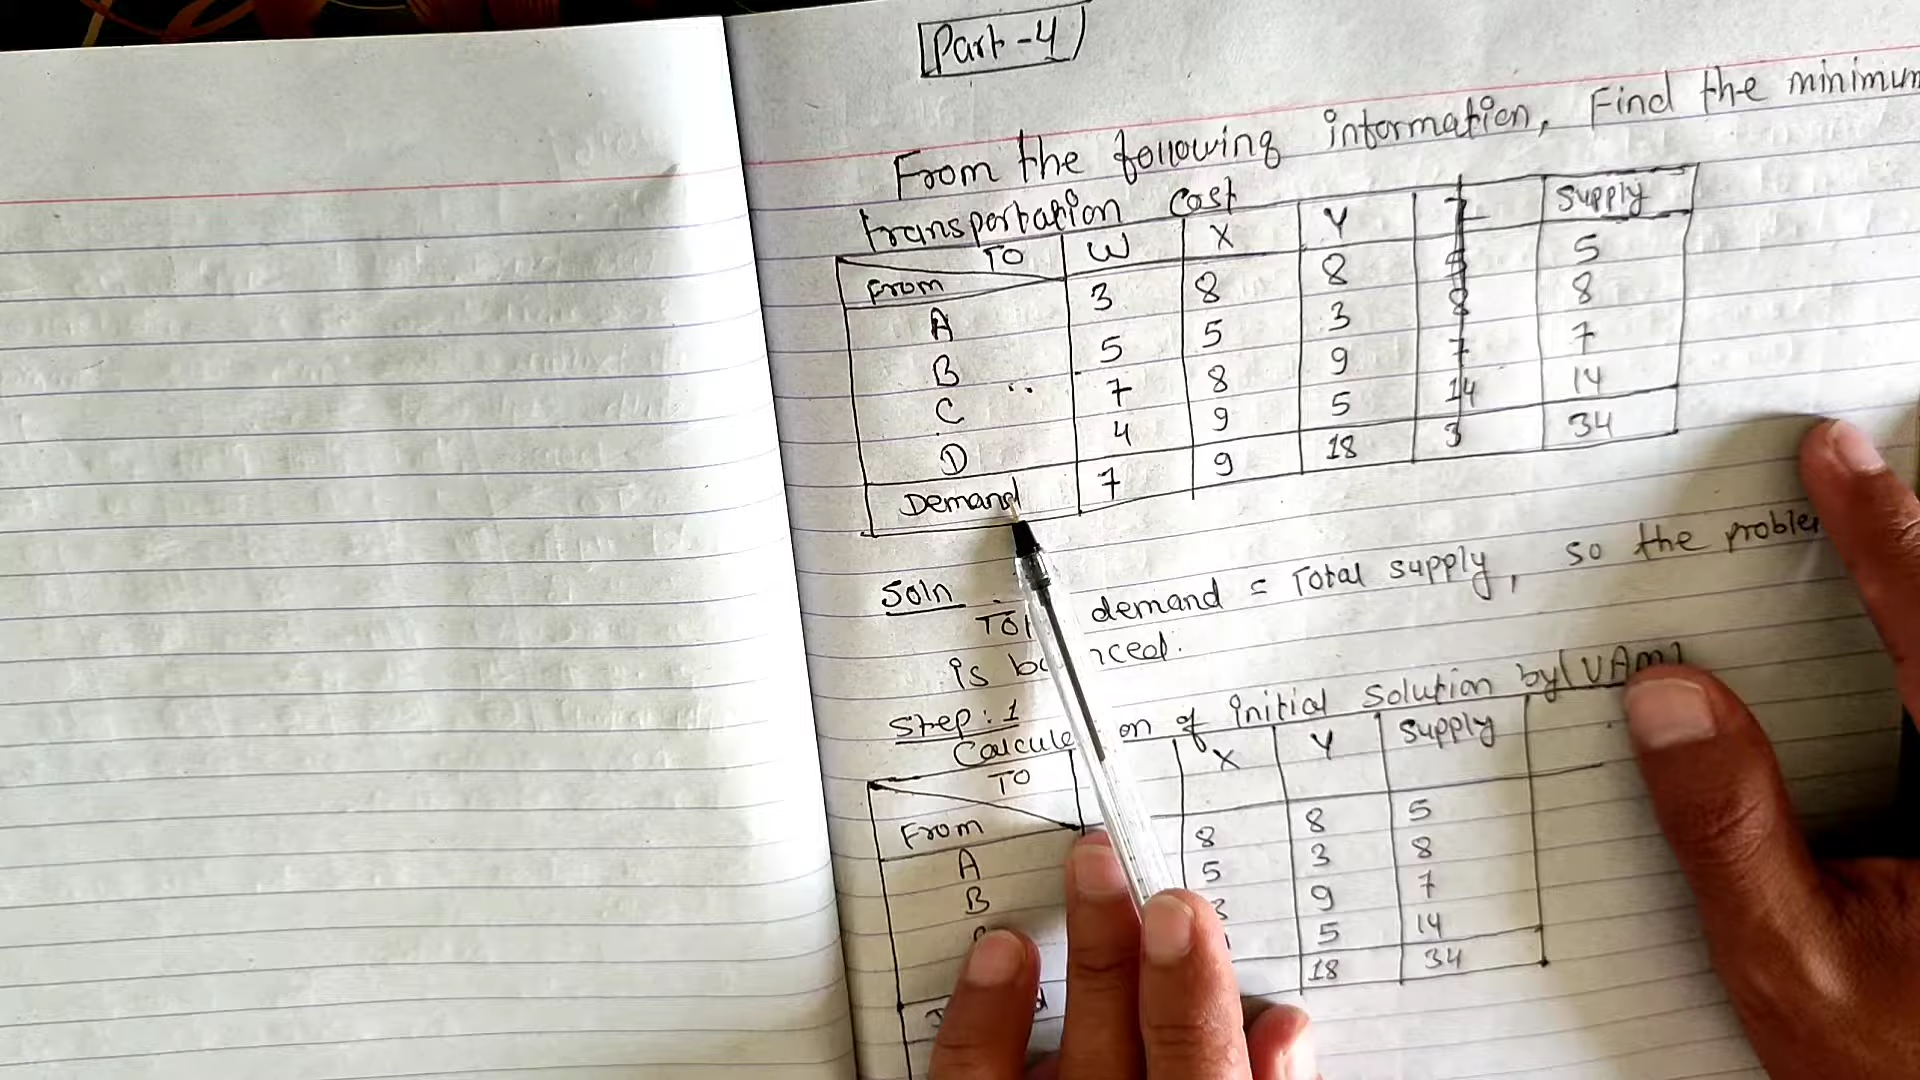 Part-4
From the following information, Find the minimum
transportation cost
TO W X Y Supply
From
A 3 8 8 5
B 5 5 3 8
C 7 8 9 7
D 4 9 5 14
Demand 7 9 18 3 34
Soln
demand = Total supply, so the
is
Step: 1
of initial solution by (VAM)
TO X Y Supply
From
A 8 8 5
B 5 3 8
9 7
5 14
18 34